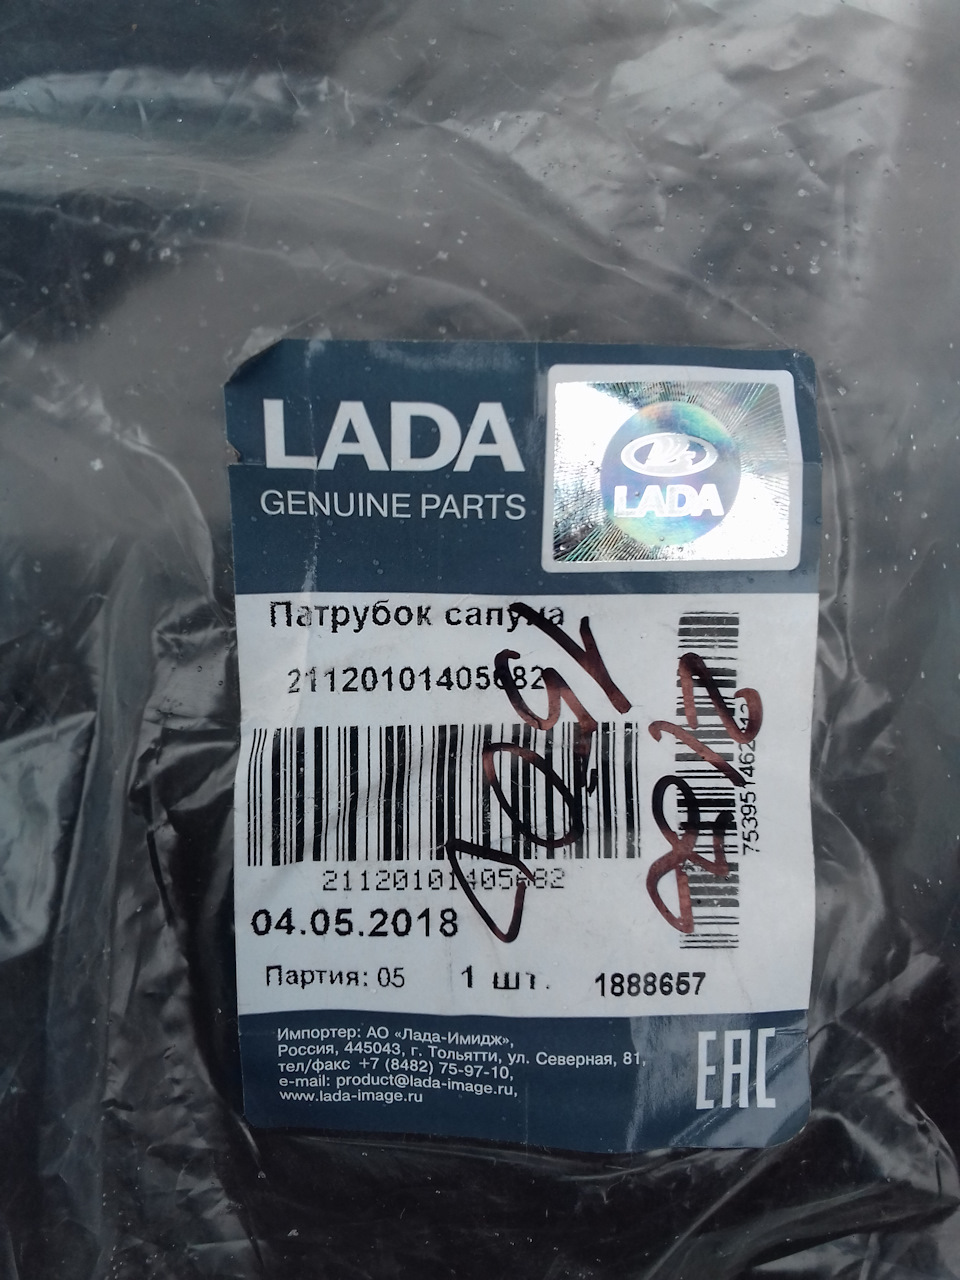 LADA
GENUINE PARTS
LADA
Патрубок сапуна
21120101405682
21120101405682
04.05.2018
Партия: 05 1 шт. 1888657
Импортер: АО «Лада-Имидж»,
Россия, 445043, г. Тольятти, ул. Северная, 81,
тел/факс +7 (8482) 75-97-10,
e-mail: product@lada-image.ru,
www.lada-image.ru
EAC